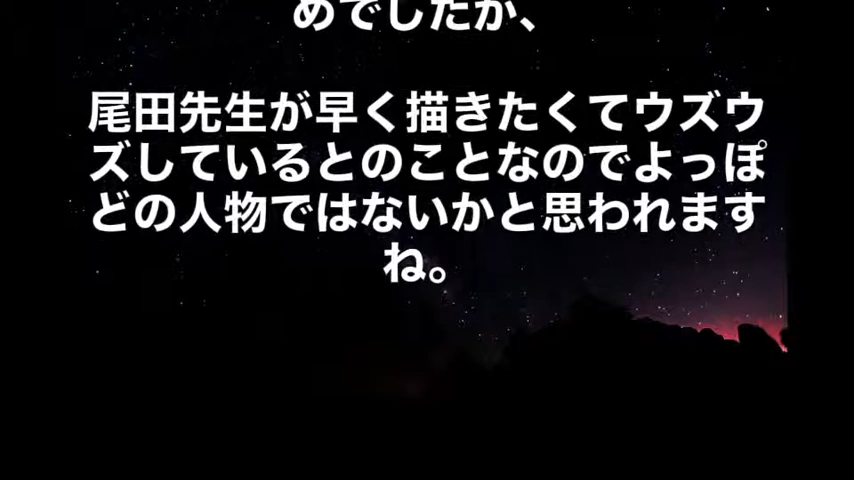 めでしたが、
尾田先生が早く描きたくてウズウ
ズしているとのことなのでよっぽ
どの人物ではないかと思われます
ね。